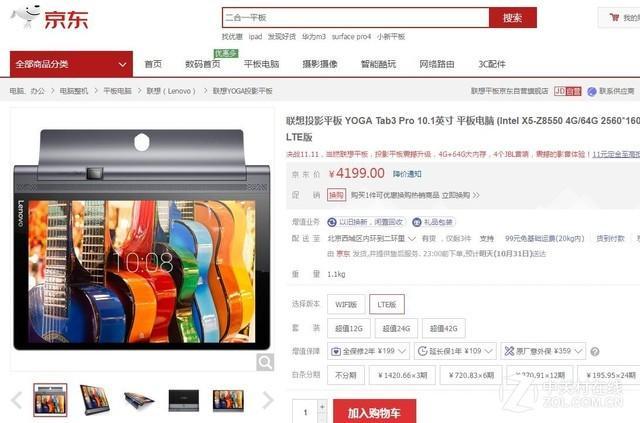 京东
二合一平板
搜索
我的
找优惠 ipad 发现好货 华为m3 surface pro4 小新平板
优惠多
全部商品分类 首页 数码首页 平板电脑 摄影摄像 智能酷玩 网络路由 3C配件
电脑、办公 > 电脑整机 > 平板电脑 > 联想（Lenovo） > 联想YOGA投影平板
联想平板京东自营旗舰店 JD自营 联系供应商
联想投影平板 YOGA Tab3 Pro 10.1英寸 平板电脑 (Intel X5-Z8550 4G/64G 2560*160
LTE版
决战11.11，当燃联想平板，投影平板震撼升级，4G+64G大内存，4个JBL音箱，震撼的影音体验！
京 东 价 ￥4199.00 降价通知
促 销 换购 购买1件可优惠换购热销商品 立即换购 >>
增值业务 以旧换新，闲置回收 礼品包装
配 送 至 北京西城区内环到二环里 有货，仅剩3件 支持 99元免基础运费(20kg内) 货到付款
由 京东 发货,并提供售后服务. 23:00前下单,预计明天(10月31日)送达
重 量 1.1kg
选择版本 WIFI版 LTE版
套 装 超值12G 超值24G 超值42G
增值保障 全保修2年 ￥199 延长保1年 ￥109 原厂意外保 ￥359 ?
白条分期 不分期 ￥1420.66×3期 ￥720.83×6期 ￥370.91×12期 ￥195.95×24期
1 + - 加入购物车
Lenovo
10:08
中关村在线
ZOL.COM.CN